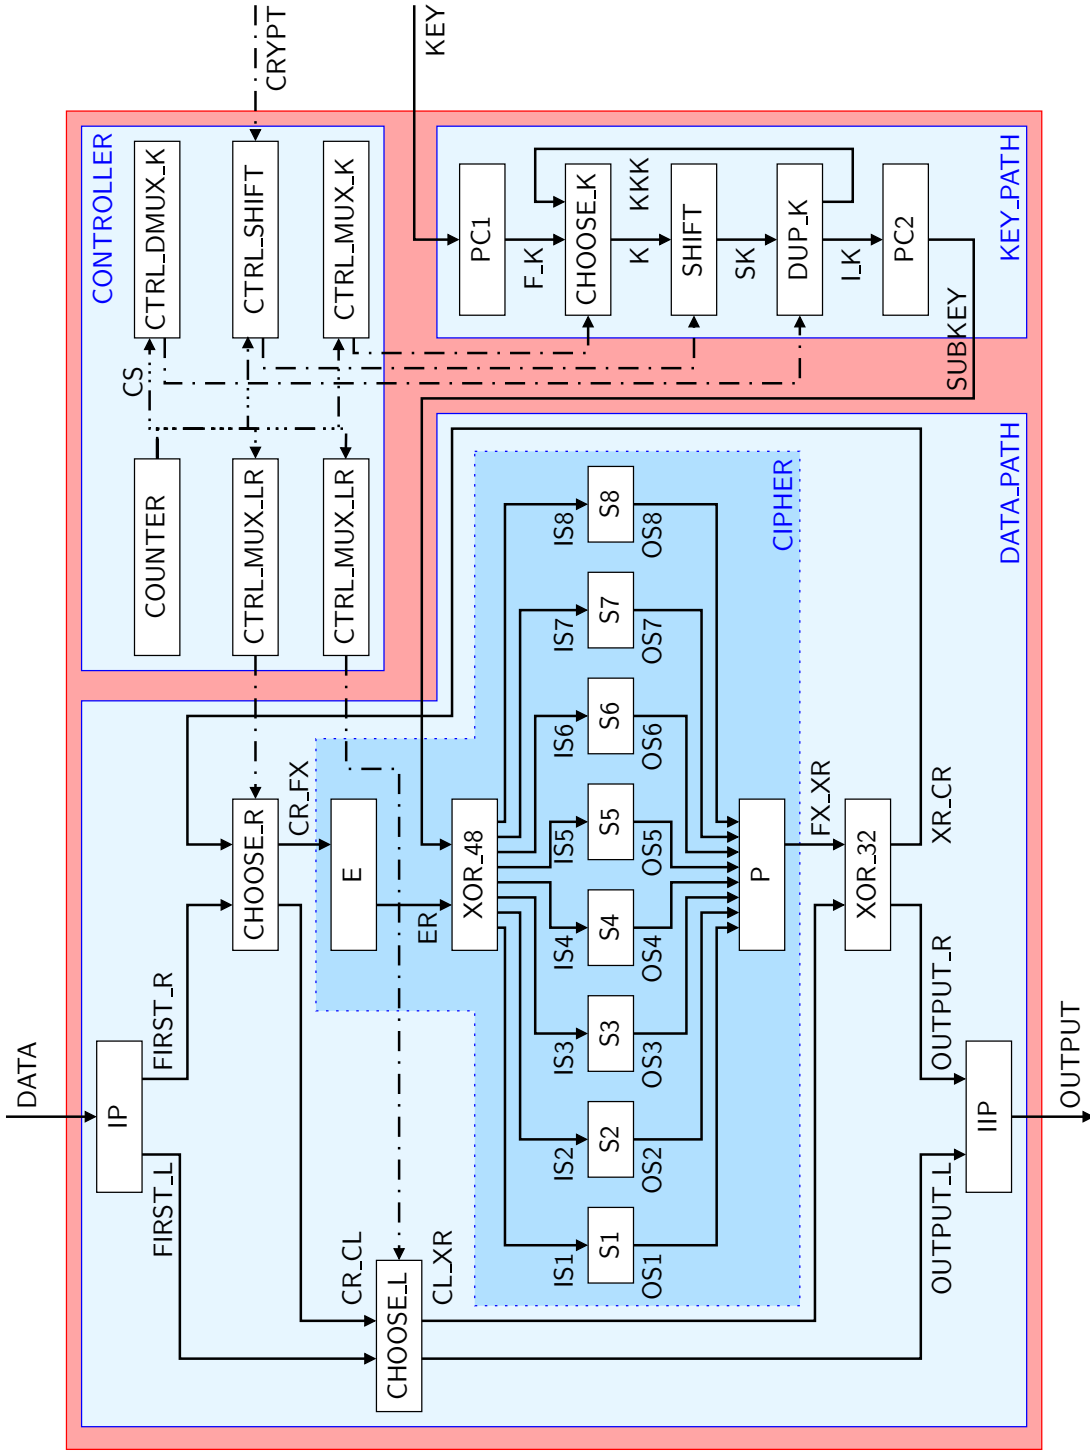 DATA
CRYPT
KEY
CONTROLLER
CTRL_DMUX_K
CTRL_SHIFT
CTRL_MUX_K
CS
COUNTER
CTRL_MUX_LR
CTRL_MUX_LR
KEY_PATH
PC1
F_K
CHOOSE_K
K
KKK
SHIFT
SK
DUP_K
I_K
PC2
SUBKEY
DATA_PATH
IP
FIRST_L
FIRST_R
CHOOSE_R
CR_FX
CR_CL
CHOOSE_L
CL_XR
CIPHER
E
ER
XOR_48
IS1
IS2
IS3
IS4
IS5
IS6
IS7
IS8
S1
S2
S3
S4
S5
S6
S7
S8
OS1
OS2
OS3
OS4
OS5
OS6
OS7
OS8
P
FX_XR
XOR_32
XR_CR
OUTPUT_L
OUTPUT_R
IIP
OUTPUT